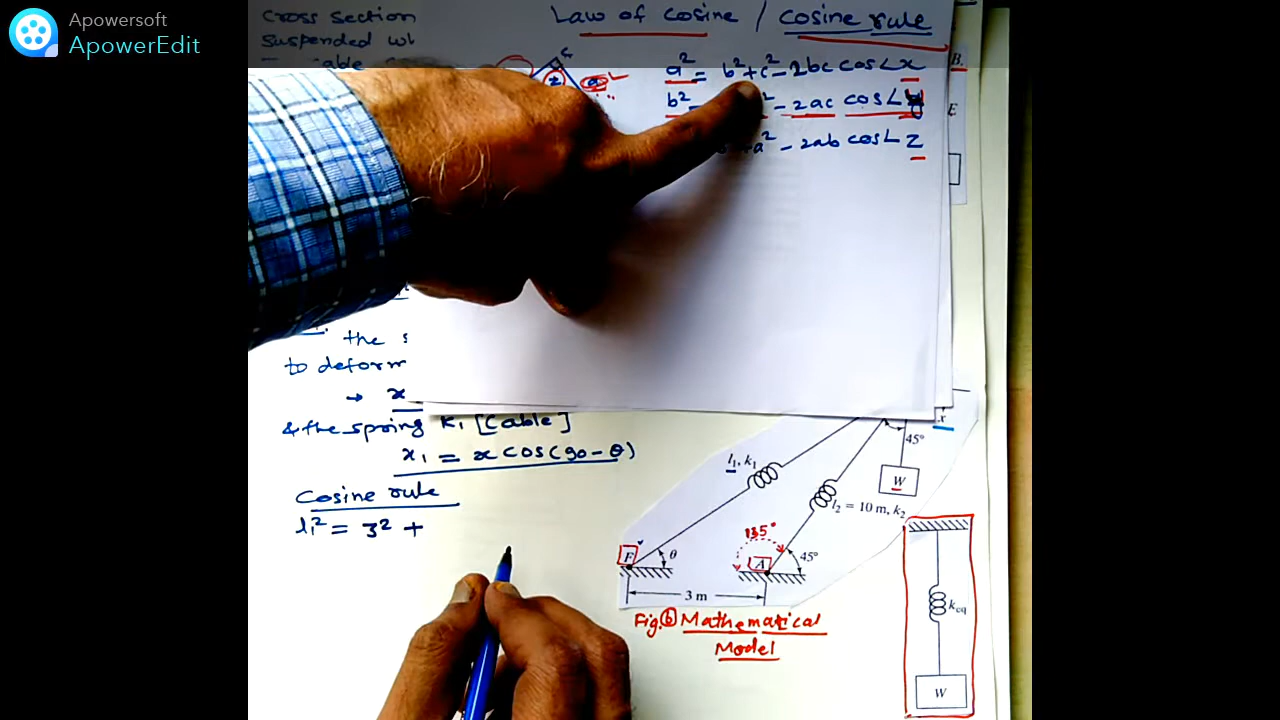 Apowersoft
ApowerEdit
Cross section
suspended wh
Law of cosine / cosine rule
a² = b² + c² - 2bc cos∠x
b² - 2ac cos∠y
a² - 2ab cos∠z
z
a
B
E
the s
to deform
→ x
& the spring k₁ [cable]
x₁ = x cos(90 - θ)
Cosine rule
l₁² = 3² +
x
45°
l₁, k₁
W
l₂ = 10 m, k₂
135°
F
θ
A
45°
3 m
k_eq
W
Fig. (b) Mathematical
Model